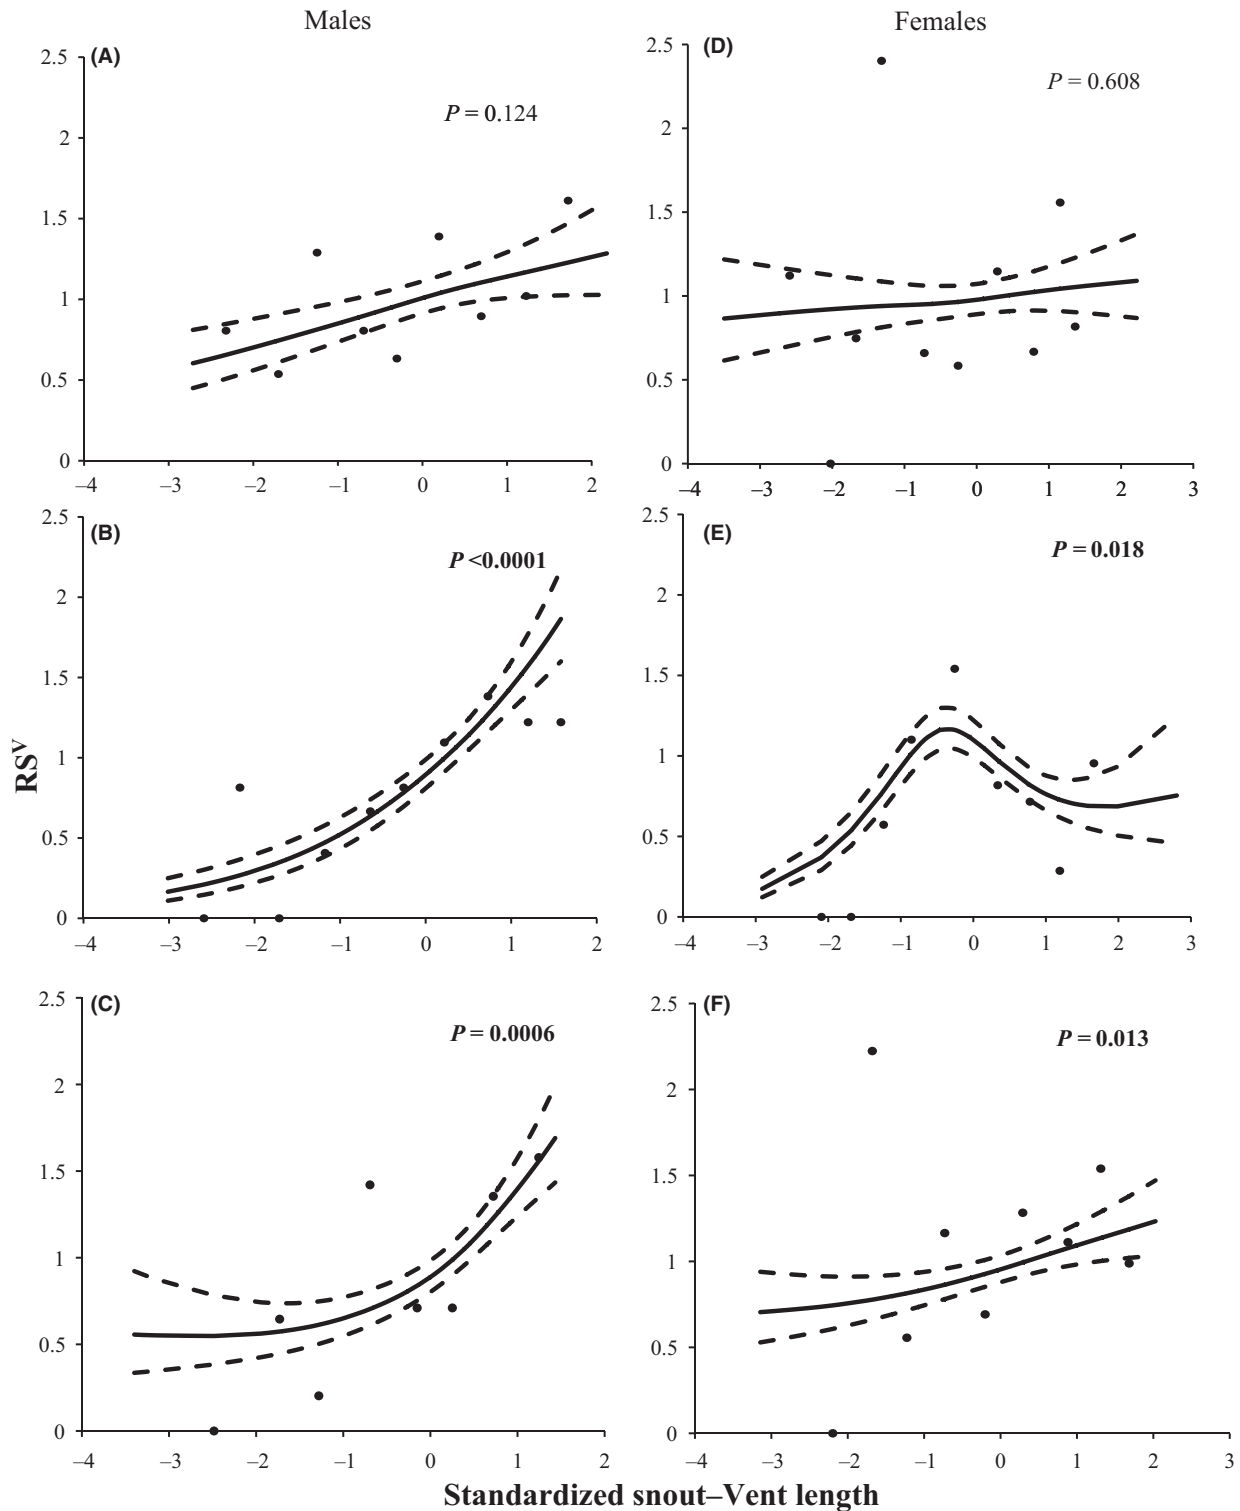 Males
Females
(A)
P = 0.124
2.5
2
1.5
1
0.5
0
–4 –3 –2 –1 0 1 2
(D)
P = 0.608
2.5
2
1.5
1
0.5
0
–4 –3 –2 –1 0 1 2 3
(B)
P <0.0001
2.5
2
1.5
1
0.5
0
–4 –3 –2 –1 0 1 2
(E)
P = 0.018
2.5
2
1.5
1
0.5
0
–4 –3 –2 –1 0 1 2 3
RSV
(C)
P = 0.0006
2.5
2
1.5
1
0.5
0
–4 –3 –2 –1 0 1 2
(F)
P = 0.013
2.5
2
1.5
1
0.5
0
–4 –3 –2 –1 0 1 2 3
Standardized snout–Vent length